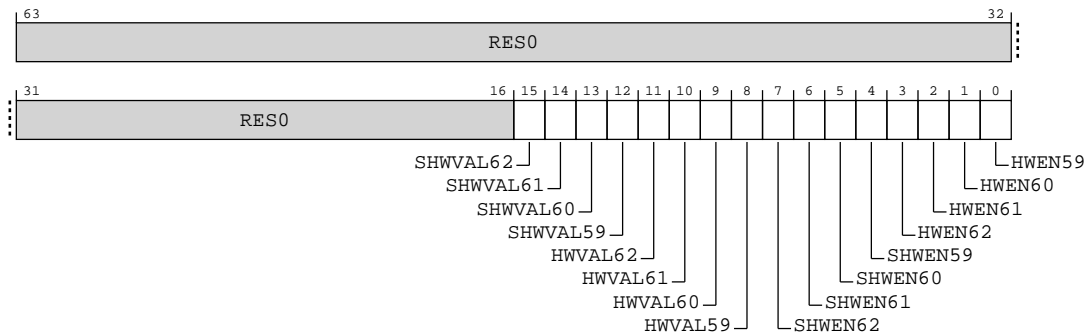 63 32
RES0
31 16 15 14 13 12 11 10 9 8 7 6 5 4 3 2 1 0
RES0
SHWVAL62 HWEN59
SHWVAL61 HWEN60
SHWVAL60 HWEN61
SHWVAL59 HWEN62
HWVAL62 SHWEN59
HWVAL61 SHWEN60
HWVAL60 SHWEN61
HWVAL59 SHWEN62